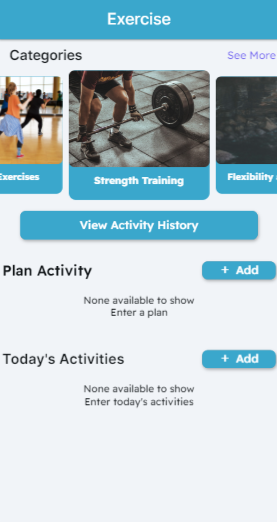 Exercise
Categories
See More
Exercises
Strength Training
Flexibility
View Activity History
Plan Activity
+ Add
None available to show
Enter a plan
Today's Activities
+ Add
None available to show
Enter today's activities